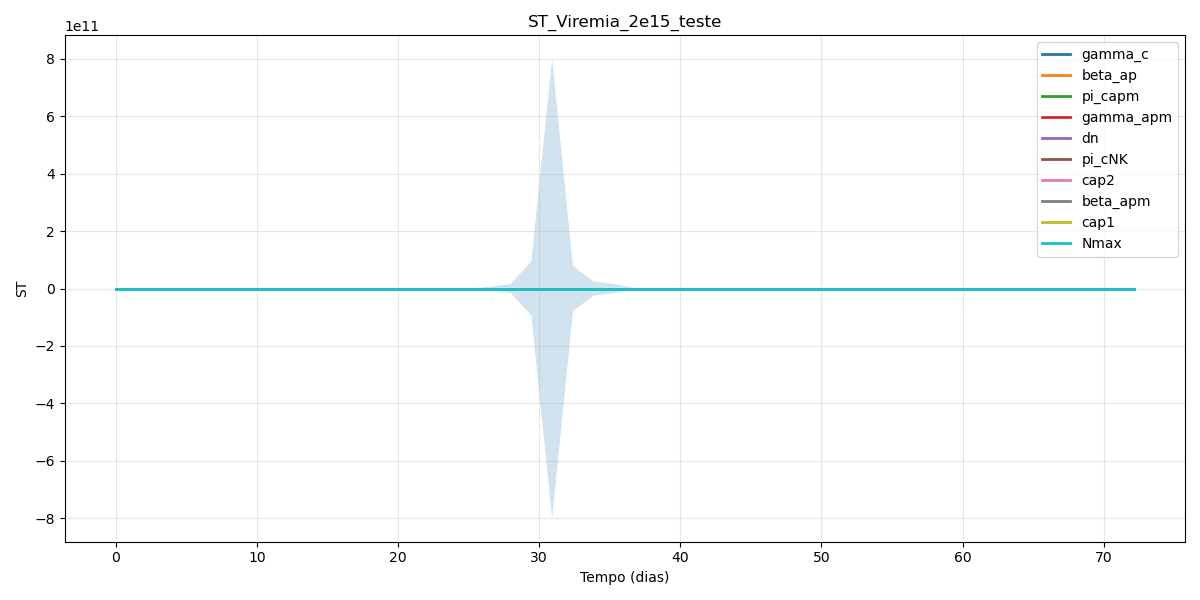 ST_Viremia_2e15_teste
1e11
8
6
4
2
0
−2
−4
−6
−8
ST
0 10 20 30 40 50 60 70
Tempo (dias)
gamma_c
beta_ap
pi_capm
gamma_apm
dn
pi_cNK
cap2
beta_apm
cap1
Nmax